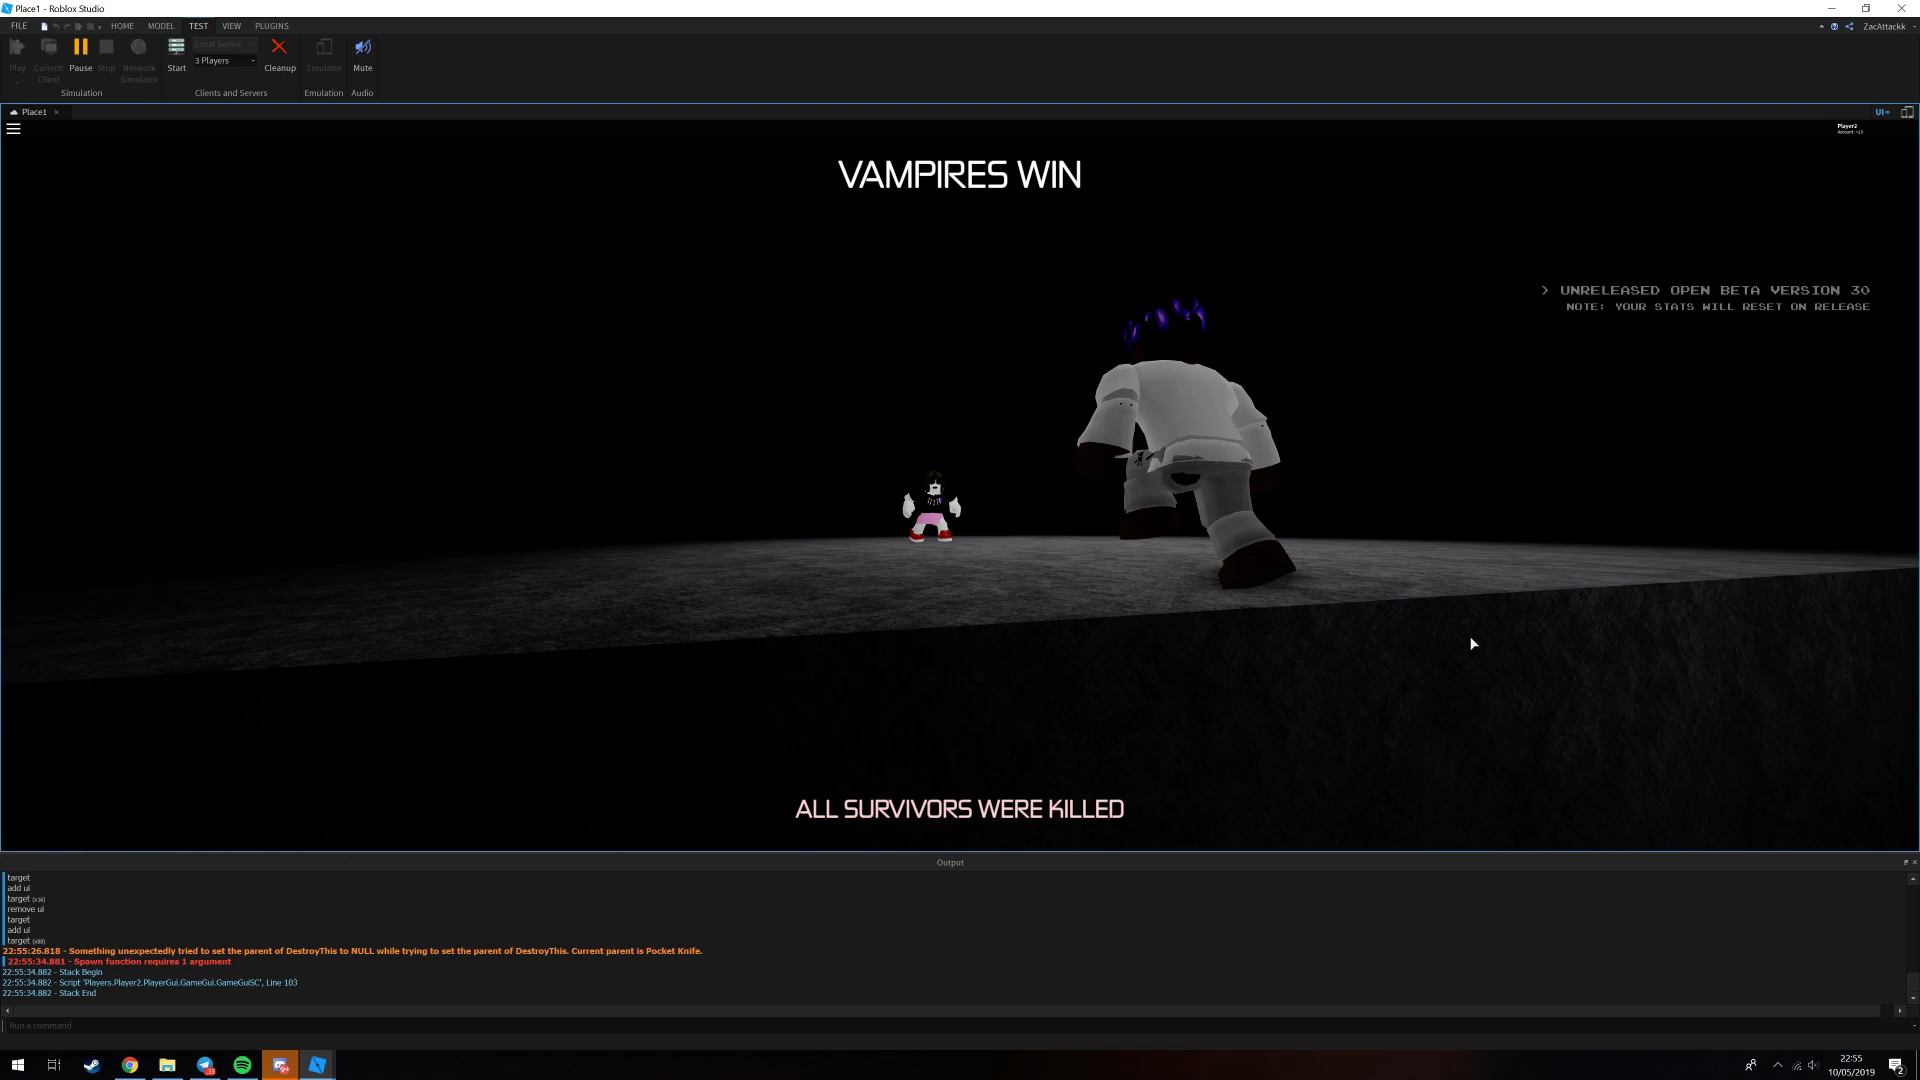 Place1 - Roblox Studio
FILE HOME MODEL TEST VIEW PLUGINS ZacAttackk
Play Current Client Pause Stop Network Simulator Start Local Server 3 Players Cleanup Emulator Mute
Simulation Clients and Servers Emulation Audio
Place1 UI
Player2
Account: <13
VAMPIRES WIN
> UNRELEASED OPEN BETA VERSION 30
NOTE: YOUR STATS WILL RESET ON RELEASE
ALL SURVIVORS WERE KILLED
Output
target
add ui
target (x16)
remove ui
target
add ui
target (x88)
22:55:26.818 - Something unexpectedly tried to set the parent of DestroyThis to NULL while trying to set the parent of DestroyThis. Current parent is Pocket Knife.
22:55:34.881 - Spawn function requires 1 argument
22:55:34.882 - Stack Begin
22:55:34.882 - Script 'Players.Player2.PlayerGui.GameGui.GameGuiSC', Line 103
22:55:34.882 - Stack End
Run a command
22:55
10/05/2019